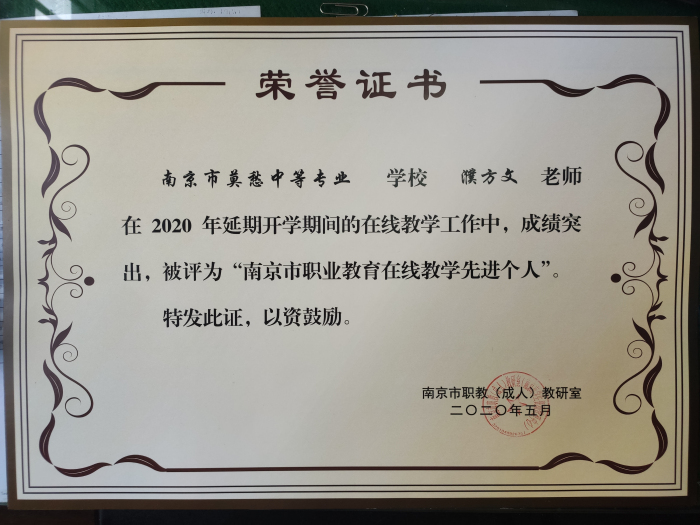 荣誉证书
南京市莫愁中等专业 学校 濮方文 老师
在 2020 年延期开学期间的在线教学工作中，成绩突
出，被评为“南京市职业教育在线教学先进个人”。
特发此证，以资鼓励。
南京市职教（成人）教研室
二〇二〇年五月